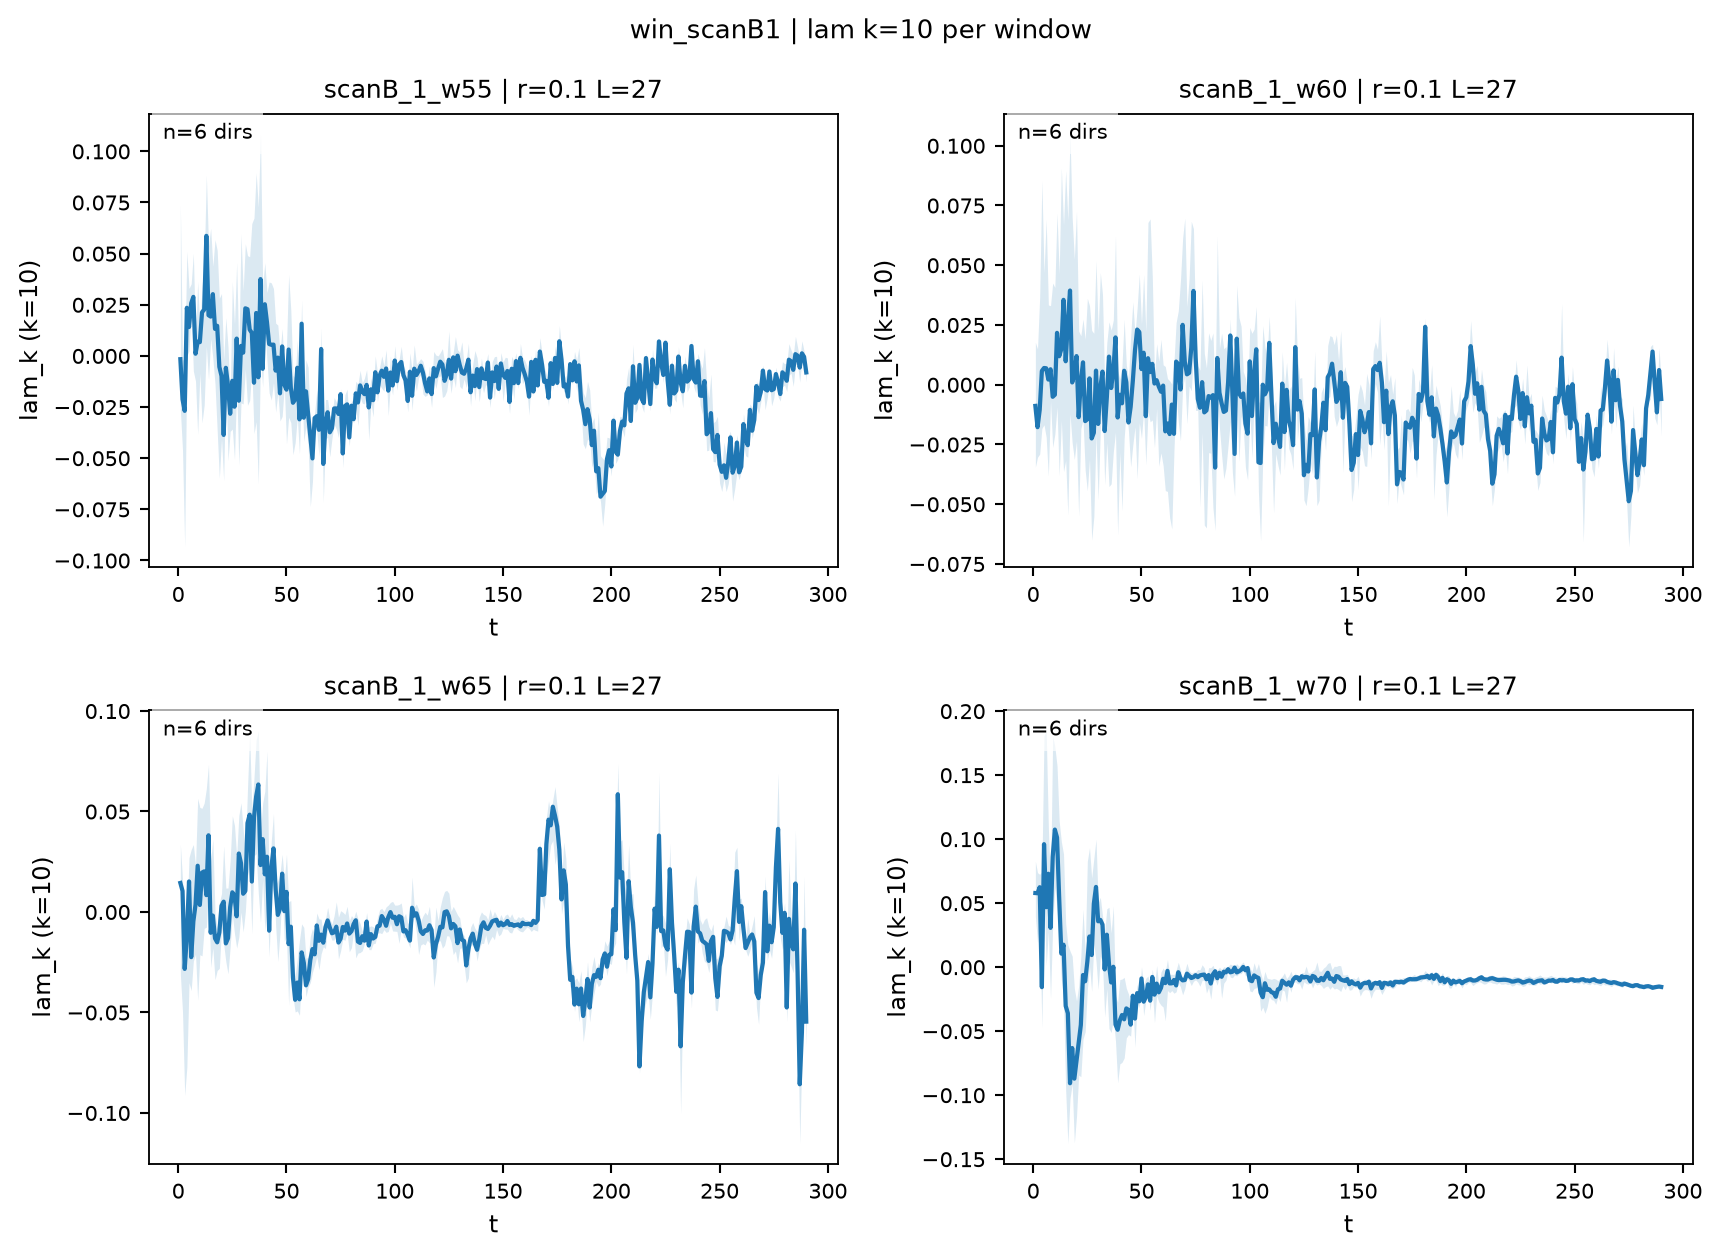 win_scanB1 | lam k=10 per window
scanB_1_w55 | r=0.1 L=27
n=6 dirs
0.100
0.075
0.050
0.025
0.000
−0.025
−0.050
−0.075
−0.100
lam_k (k=10)
0 50 100 150 200 250 300
t
scanB_1_w60 | r=0.1 L=27
n=6 dirs
0.100
0.075
0.050
0.025
0.000
−0.025
−0.050
−0.075
lam_k (k=10)
0 50 100 150 200 250 300
t
scanB_1_w65 | r=0.1 L=27
n=6 dirs
0.10
0.05
0.00
−0.05
−0.10
lam_k (k=10)
0 50 100 150 200 250 300
t
scanB_1_w70 | r=0.1 L=27
n=6 dirs
0.20
0.15
0.10
0.05
0.00
−0.05
−0.10
−0.15
lam_k (k=10)
0 50 100 150 200 250 300
t